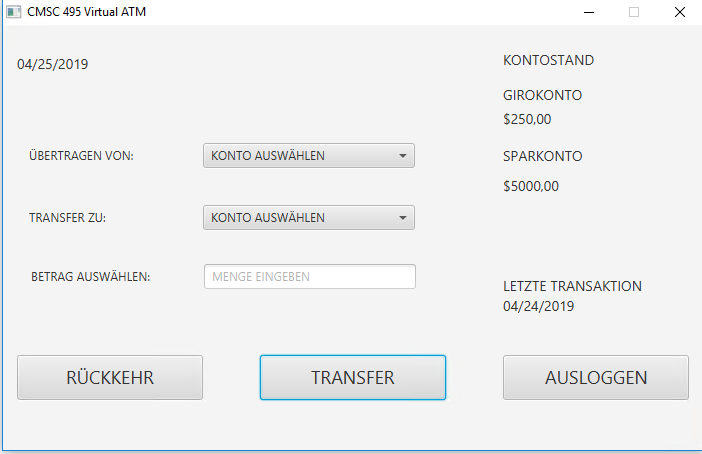 CMSC 495 Virtual ATM
04/25/2019
KONTOSTAND
GIROKONTO
$250,00
ÜBERTRAGEN VON:
KONTO AUSWÄHLEN
SPARKONTO
$5000,00
TRANSFER ZU:
KONTO AUSWÄHLEN
BETRAG AUSWÄHLEN:
MENGE EINGEBEN
LETZTE TRANSAKTION
04/24/2019
RÜCKKEHR
TRANSFER
AUSLOGGEN